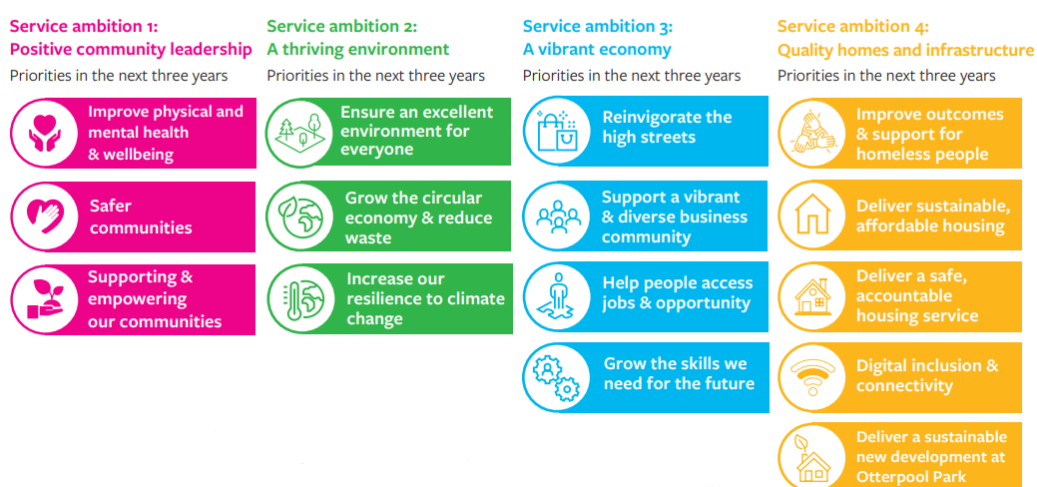 Service ambition 1:
Positive community leadership
Priorities in the next three years
Improve physical and
mental health
& wellbeing
Safer
communities
Supporting &
empowering
our communities
Service ambition 2:
A thriving environment
Priorities in the next three years
Ensure an excellent
environment for
everyone
Grow the circular
economy & reduce
waste
Increase our
resilience to climate
change
Service ambition 3:
A vibrant economy
Priorities in the next three years
Reinvigorate the
high streets
Support a vibrant
& diverse business
community
Help people access
jobs & opportunity
Grow the skills we
need for the future
Service ambition 4:
Quality homes and infrastructure
Priorities in the next three years
Improve outcomes
& support for
homeless people
Deliver sustainable,
affordable housing
Deliver a safe,
accountable
housing service
Digital inclusion &
connectivity
Deliver a sustainable
new development at
Otterpool Park